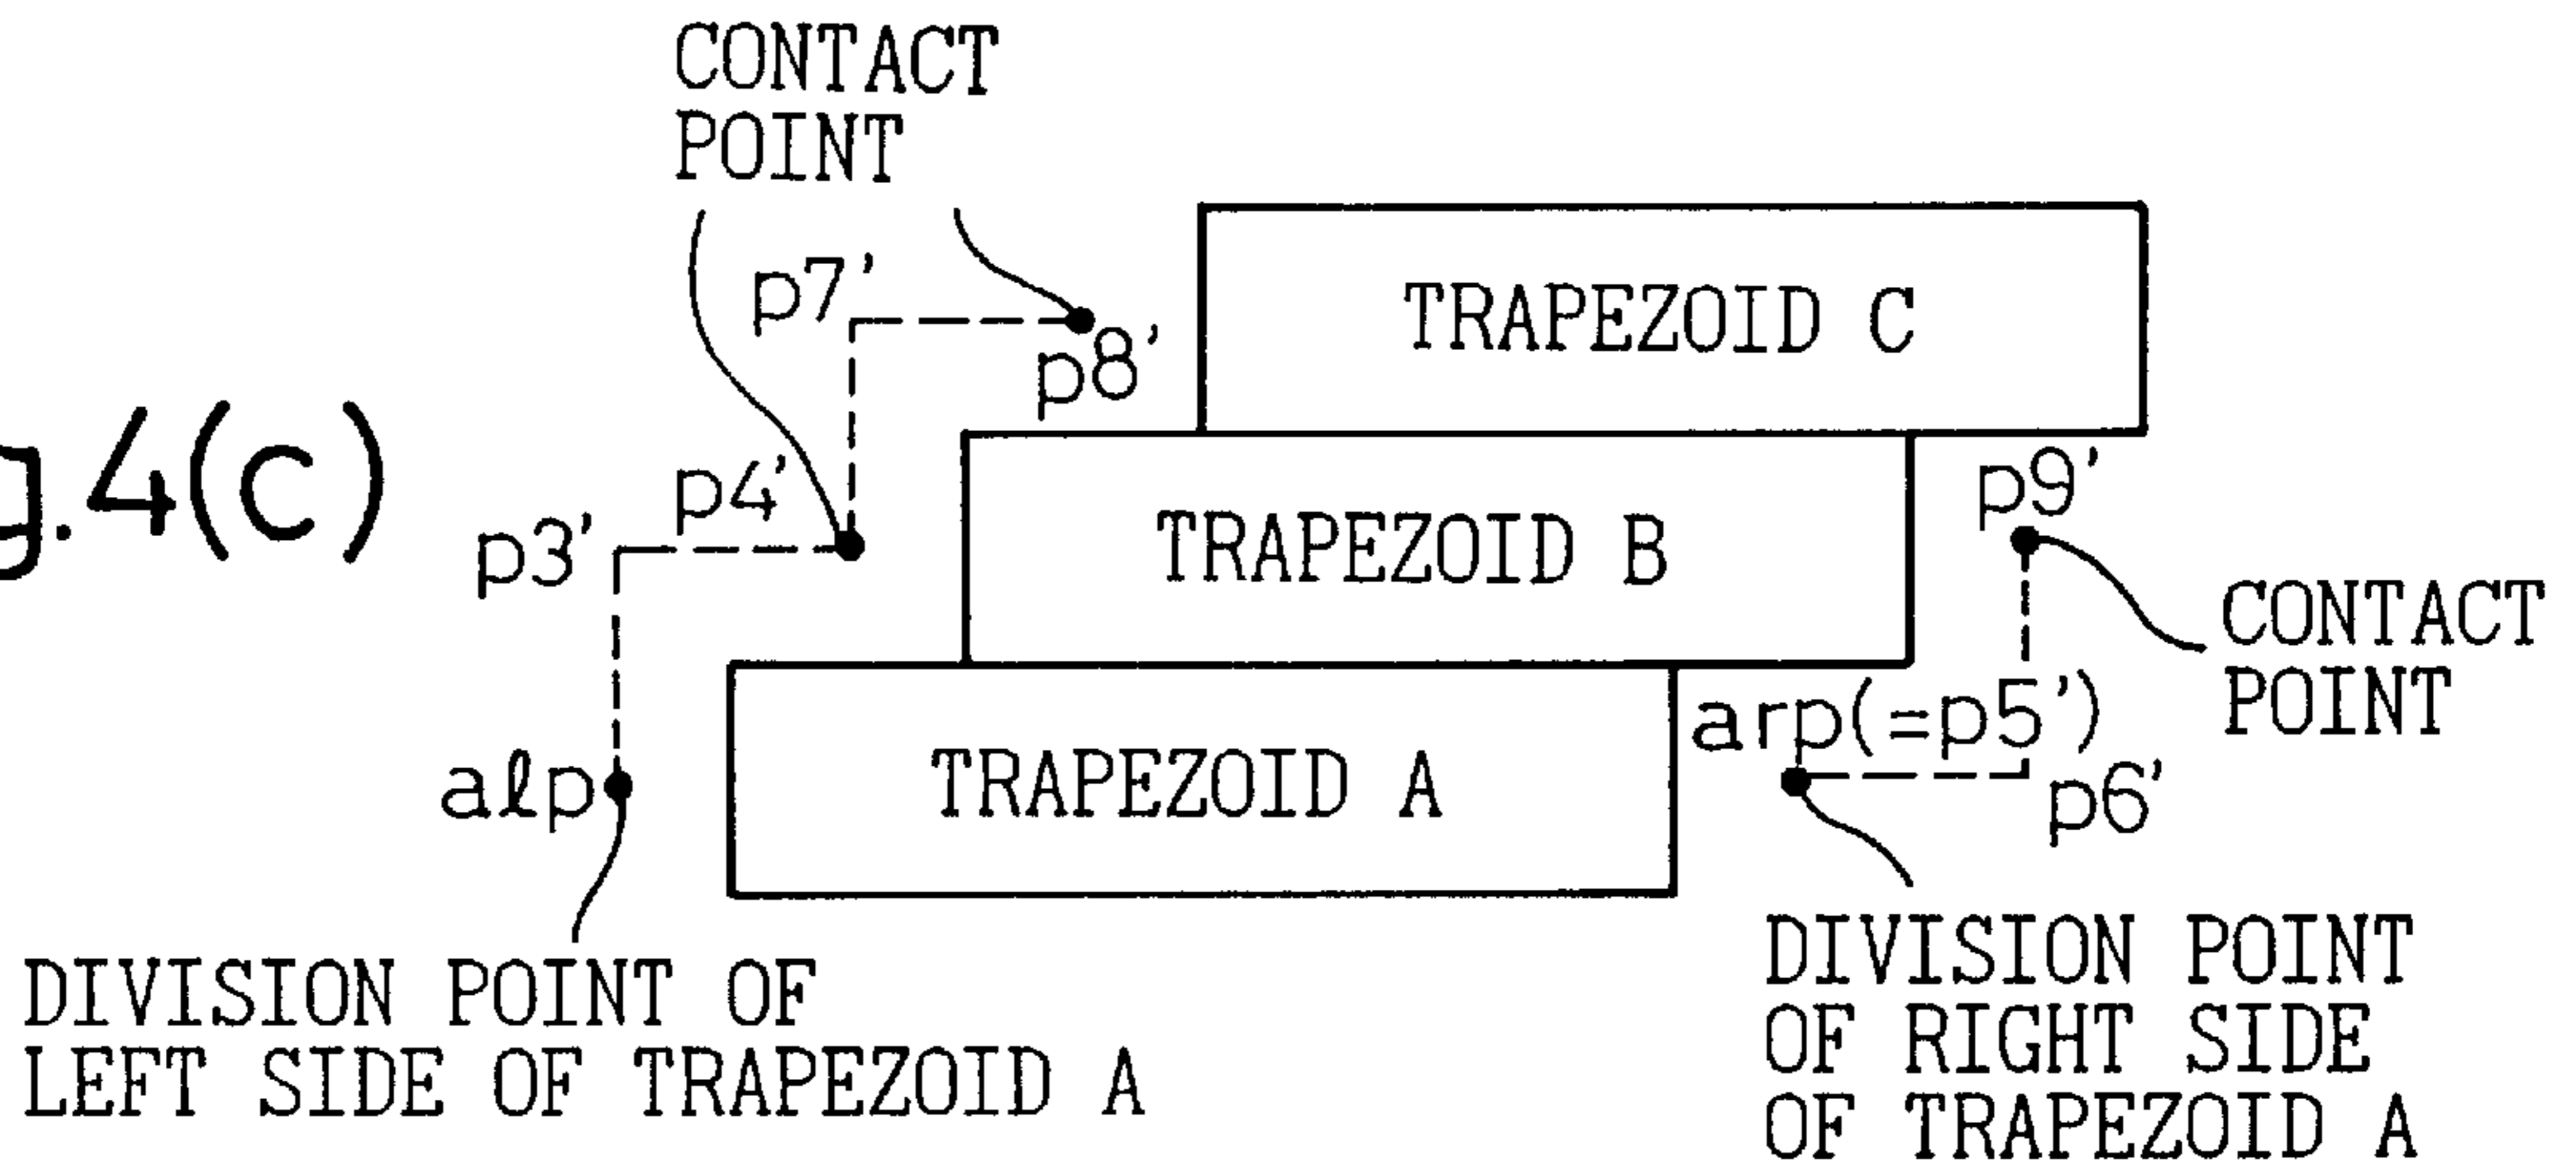 CONTACT
POINT
p7'
p8'
TRAPEZOID C
g.4(c)
p4'
p3'
TRAPEZOID B
p9'
CONTACT
POINT
alp
TRAPEZOID A
arp(=p5')
p6'
DIVISION POINT OF
LEFT SIDE OF TRAPEZOID A
DIVISION POINT
OF RIGHT SIDE
OF TRAPEZOID A